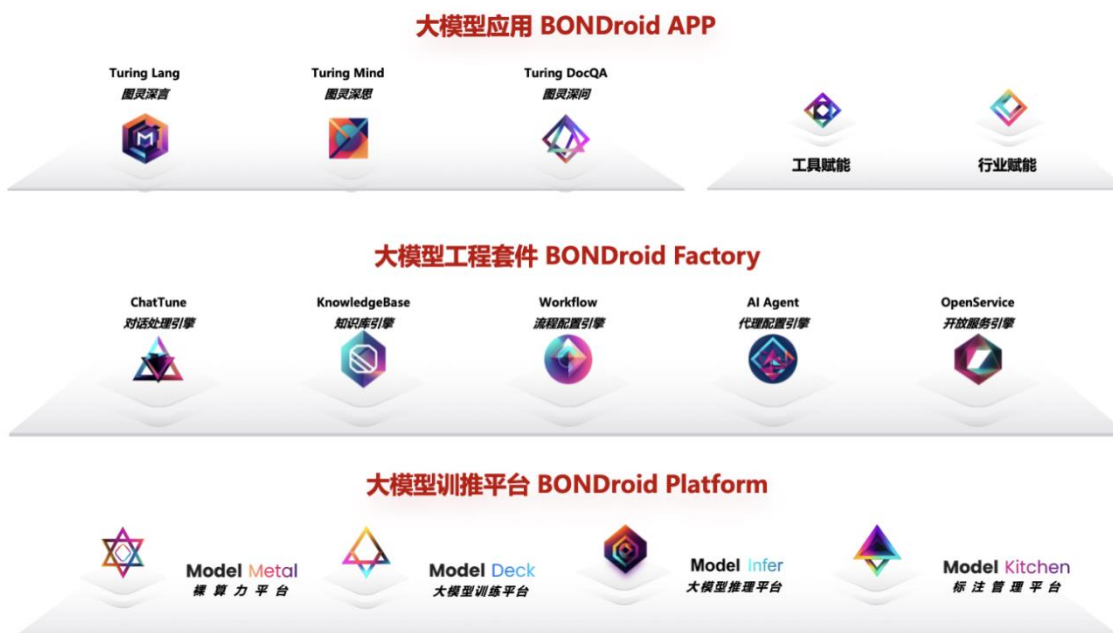 大模型应用 BONDroid APP
Turing Lang
图灵深言
Turing Mind
图灵深思
Turing DocQA
图灵深问
工具赋能
行业赋能
大模型工程套件 BONDroid Factory
ChatTune
对话处理引擎
KnowledgeBase
知识库引擎
Workflow
流程配置引擎
AI Agent
代理配置引擎
OpenService
开放服务引擎
大模型训推平台 BONDroid Platform
Model Metal
裸算力平台
Model Deck
大模型训练平台
Model Infer
大模型推理平台
Model Kitchen
标注管理平台